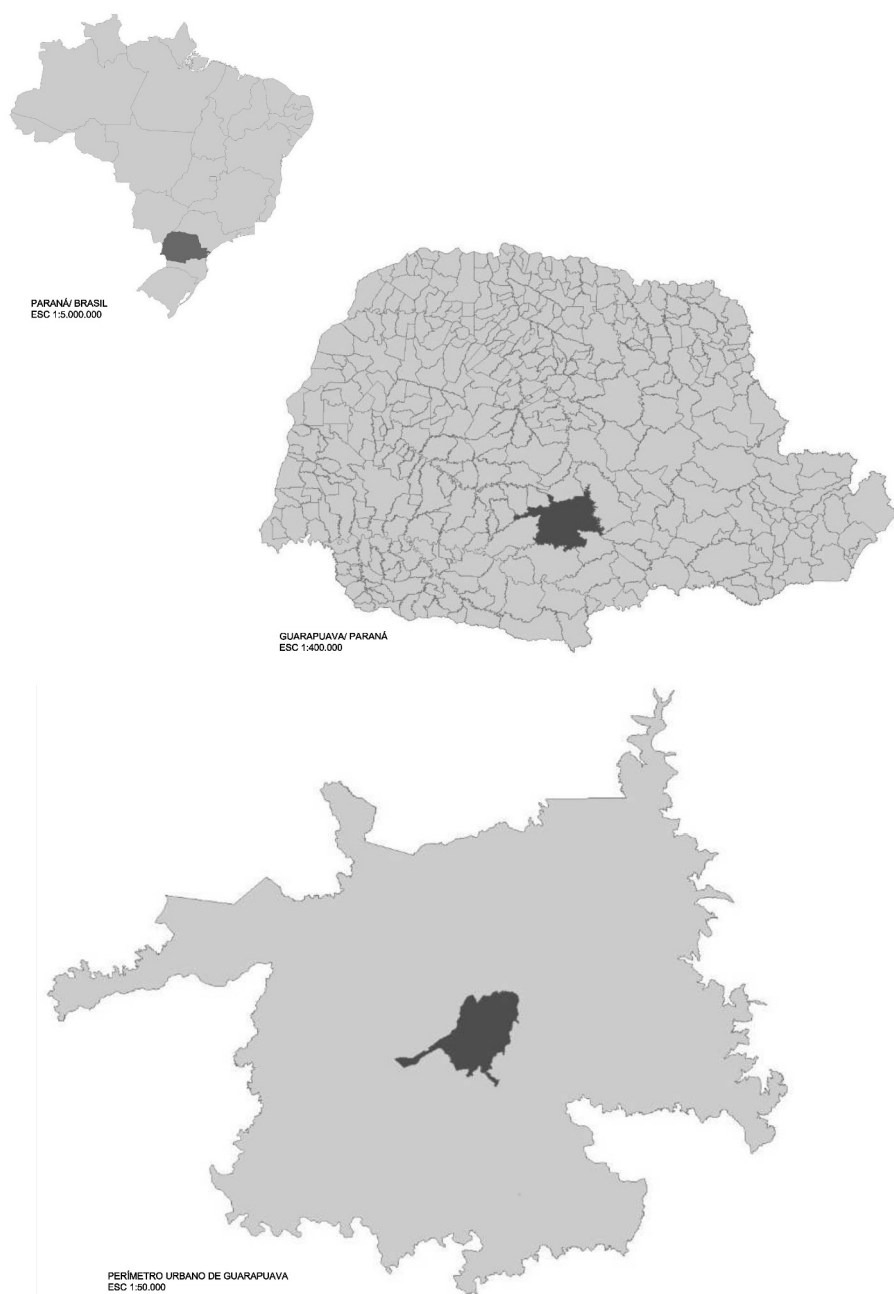 PARANÁ/ BRASIL
ESC 1:5.000.000
GUARAPUAVA/ PARANÁ
ESC 1:400.000
PERÍMETRO URBANO DE GUARAPUAVA
ESC 1:50.000